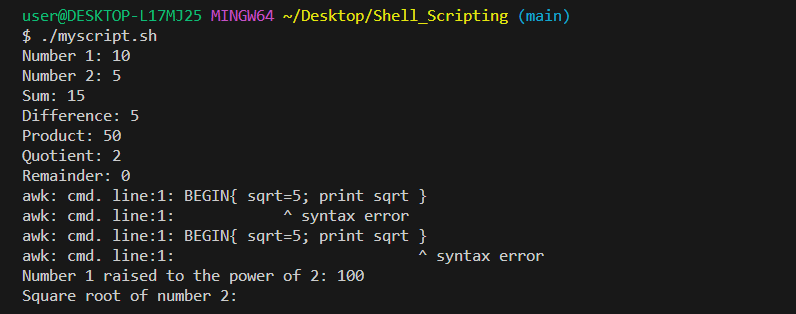 user@DESKTOP-L17MJ25 MINGW64 ~/Desktop/Shell_Scripting (main)
$ ./myscript.sh
Number 1: 10
Number 2: 5
Sum: 15
Difference: 5
Product: 50
Quotient: 2
Remainder: 0
awk: cmd. line:1: BEGIN{ sqrt=5; print sqrt }
awk: cmd. line:1:            ^ syntax error
awk: cmd. line:1: BEGIN{ sqrt=5; print sqrt }
awk: cmd. line:1:                           ^ syntax error
Number 1 raised to the power of 2: 100
Square root of number 2: